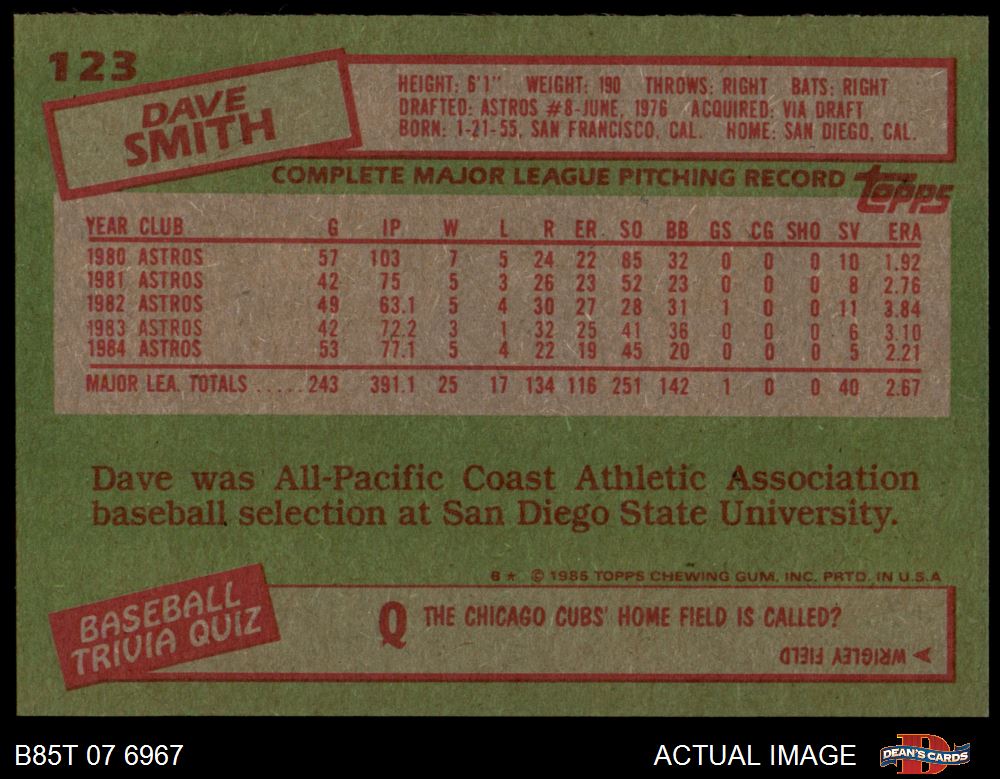 123
DAVE
SMITH
HEIGHT: 6'1" WEIGHT: 190 THROWS: RIGHT BATS: RIGHT
DRAFTED: ASTROS #8-JUNE, 1976 ACQUIRED: VIA DRAFT
BORN: 1-21-55, SAN FRANCISCO, CAL. HOME: SAN DIEGO, CAL.
COMPLETE MAJOR LEAGUE PITCHING RECORD topps
YEAR CLUB G IP W L R ER SO BB GS CG SHO SV ERA
1980 ASTROS 57 103 7 5 24 22 85 32 0 0 0 10 1.92
1981 ASTROS 42 75 5 3 26 23 52 23 0 0 0 8 2.76
1982 ASTROS 49 63.1 5 4 30 27 28 31 1 0 0 11 3.84
1983 ASTROS 42 72.2 3 1 32 25 41 36 0 0 0 6 3.10
1984 ASTROS 53 77.1 5 4 22 19 45 20 0 0 0 5 2.21
MAJOR LEA. TOTALS ..... 243 391.1 25 17 134 116 251 142 1 0 0 40 2.67
Dave was All-Pacific Coast Athletic Association
baseball selection at San Diego State University.
6★ © 1985 TOPPS CHEWING GUM, INC. PRTD. IN U.S.A
BASEBALL
TRIVIA QUIZ
Q THE CHICAGO CUBS' HOME FIELD IS CALLED?
A WRIGLEY FIELD
B85T 07 6967
ACTUAL IMAGE
D
DEAN'S CARDS